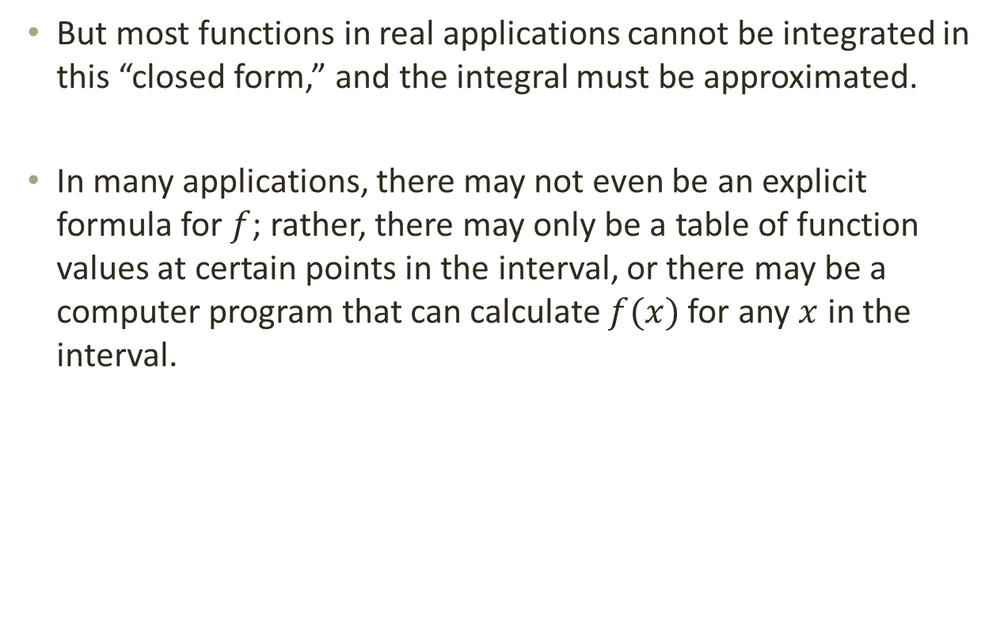 • But most functions in real applications cannot be integrated in
this “closed form,” and the integral must be approximated.
• In many applications, there may not even be an explicit
formula for 𝑓; rather, there may only be a table of function
values at certain points in the interval, or there may be a
computer program that can calculate 𝑓(𝑥) for any 𝑥 in the
interval.